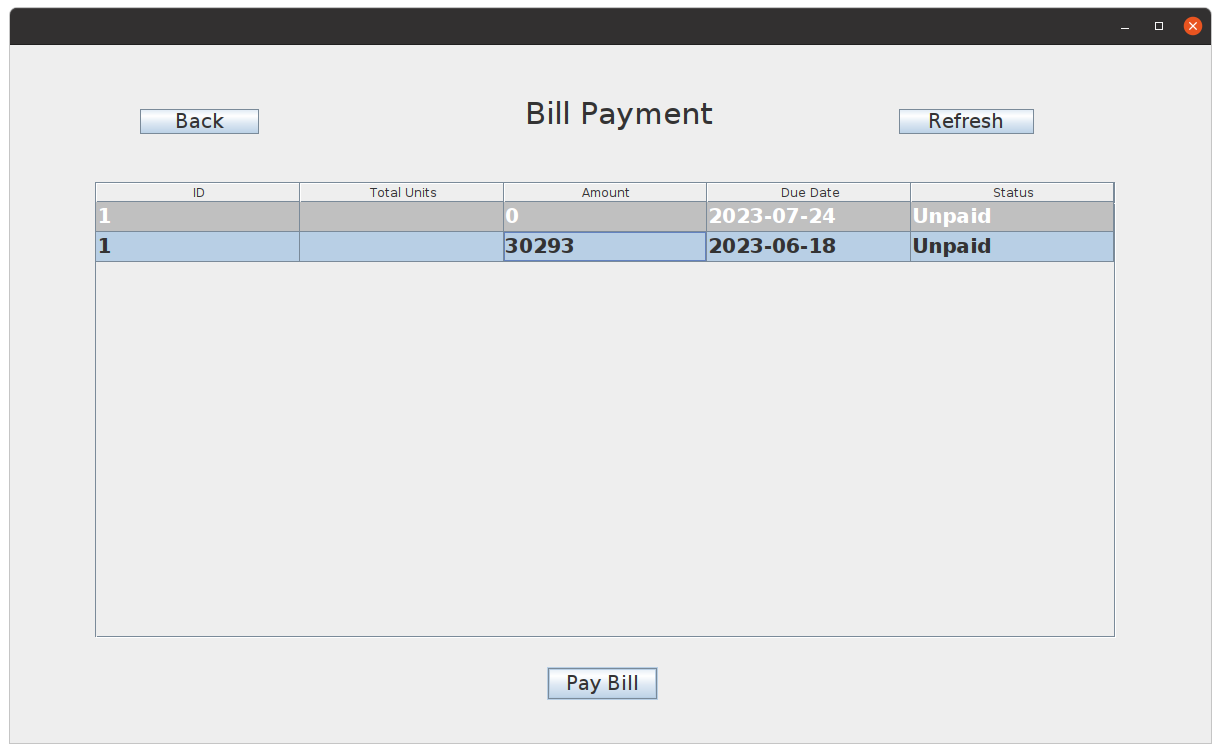 Back Bill Payment Refresh
ID Total Units Amount Due Date Status
1 0 2023-07-24 Unpaid
1 30293 2023-06-18 Unpaid
Pay Bill